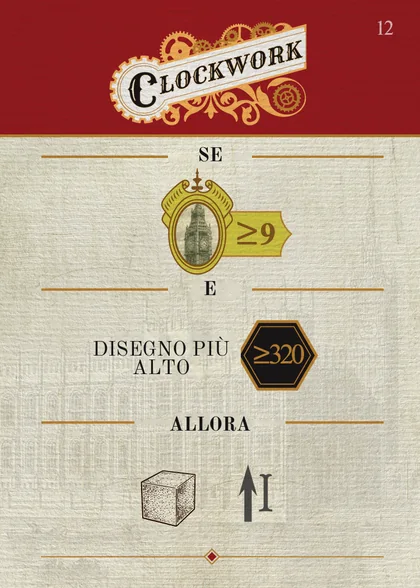 12
CLOCKWORK
SE
≥9
E
DISEGNO PIÙ
ALTO
≥320
ALLORA
I